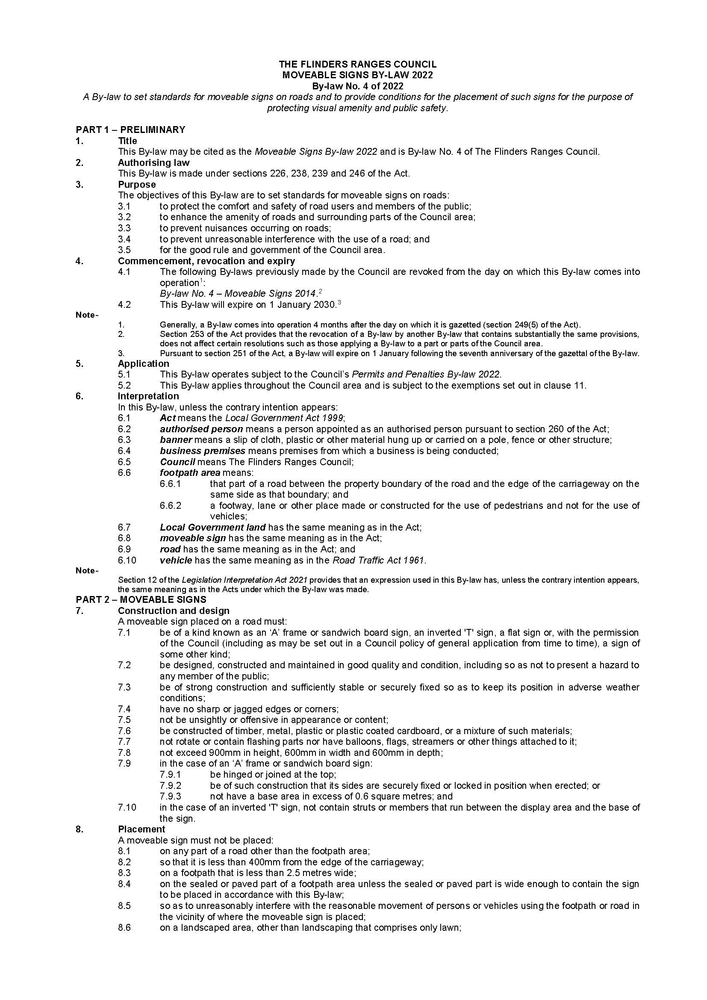 THE FLINDERS RANGES COUNCIL
MOVEABLE SIGNS BY-LAW 2022
By-law No. 4 of 2022
A By-law to set standards for moveable signs on roads and to provide conditions for the placement of such signs for the purpose of
protecting visual amenity and public safety.
PART 1 – PRELIMINARY
1. Title
This By-law may be cited as the Moveable Signs By-law 2022 and is By-law No. 4 of The Flinders Ranges Council.
2. Authorising law
This By-law is made under sections 226, 238, 239 and 246 of the Act.
3. Purpose
The objectives of this By-law are to set standards for moveable signs on roads:
3.1 to protect the comfort and safety of road users and members of the public;
3.2 to enhance the amenity of roads and surrounding parts of the Council area;
3.3 to prevent nuisances occurring on roads;
3.4 to prevent unreasonable interference with the use of a road; and
3.5 for the good rule and government of the Council area.
4. Commencement, revocation and expiry
4.1 The following By-laws previously made by the Council are revoked from the day on which this By-law comes into
operation1:
By-law No. 4 – Moveable Signs 2014.2
4.2 This By-law will expire on 1 January 2030.3
Note-
1. Generally, a By-law comes into operation 4 months after the day on which it is gazetted (section 249(5) of the Act).
2. Section 253 of the Act provides that the revocation of a By-law by another By-law that contains substantially the same provisions,
does not affect certain resolutions such as those applying a By-law to a part or parts of the Council area.
3. Pursuant to section 251 of the Act, a By-law will expire on 1 January following the seventh anniversary of the gazettal of the By-law.
5. Application
5.1 This By-law operates subject to the Council's Permits and Penalties By-law 2022.
5.2 This By-law applies throughout the Council area and is subject to the exemptions set out in clause 11.
6. Interpretation
In this By-law, unless the contrary intention appears:
6.1 Act means the Local Government Act 1999;
6.2 authorised person means a person appointed as an authorised person pursuant to section 260 of the Act;
6.3 banner means a slip of cloth, plastic or other material hung up or carried on a pole, fence or other structure;
6.4 business premises means premises from which a business is being conducted;
6.5 Council means The Flinders Ranges Council;
6.6 footpath area means:
6.6.1 that part of a road between the property boundary of the road and the edge of the carriageway on the
same side as that boundary; and
6.6.2 a footway, lane or other place made or constructed for the use of pedestrians and not for the use of
vehicles;
6.7 Local Government land has the same meaning as in the Act;
6.8 moveable sign has the same meaning as in the Act;
6.9 road has the same meaning as in the Act; and
6.10 vehicle has the same meaning as in the Road Traffic Act 1961.
Note-
Section 12 of the Legislation Interpretation Act 2021 provides that an expression used in this By-law has, unless the contrary intention appears,
the same meaning as in the Acts under which the By-law was made.
PART 2 – MOVEABLE SIGNS
7. Construction and design
A moveable sign placed on a road must:
7.1 be of a kind known as an ‘A’ frame or sandwich board sign, an inverted 'T' sign, a flat sign or, with the permission
of the Council (including as may be set out in a Council policy of general application from time to time), a sign of
some other kind;
7.2 be designed, constructed and maintained in good quality and condition, including so as not to present a hazard to
any member of the public;
7.3 be of strong construction and sufficiently stable or securely fixed so as to keep its position in adverse weather
conditions;
7.4 have no sharp or jagged edges or corners;
7.5 not be unsightly or offensive in appearance or content;
7.6 be constructed of timber, metal, plastic or plastic coated cardboard, or a mixture of such materials;
7.7 not rotate or contain flashing parts nor have balloons, flags, streamers or other things attached to it;
7.8 not exceed 900mm in height, 600mm in width and 600mm in depth;
7.9 in the case of an ‘A’ frame or sandwich board sign:
7.9.1 be hinged or joined at the top;
7.9.2 be of such construction that its sides are securely fixed or locked in position when erected; or
7.9.3 not have a base area in excess of 0.6 square metres; and
7.10 in the case of an inverted 'T' sign, not contain struts or members that run between the display area and the base of
the sign.
8. Placement
A moveable sign must not be placed:
8.1 on any part of a road other than the footpath area;
8.2 so that it is less than 400mm from the edge of the carriageway;
8.3 on a footpath that is less than 2.5 metres wide;
8.4 on the sealed or paved part of a footpath area unless the sealed or paved part is wide enough to contain the sign
to be placed in accordance with this By-law;
8.5 so as to unreasonably interfere with the reasonable movement of persons or vehicles using the footpath or road in
the vicinity of where the moveable sign is placed;
8.6 on a landscaped area, other than landscaping that comprises only lawn;